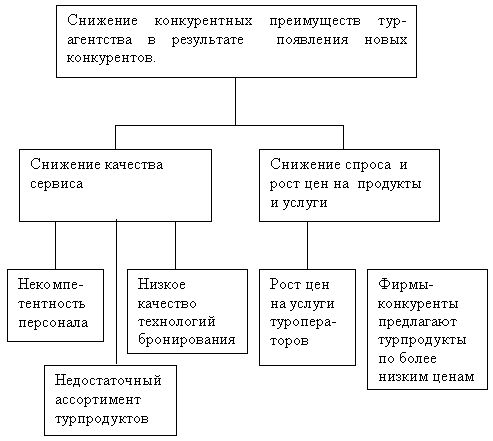 Снижение конкурентных преимуществ тур-
агентства в результате появления новых
конкурентов.
Снижение качества
сервиса
Снижение спроса и
рост цен на продукты
и услуги
Некомпе-
тентность
персонала
Низкое
качество
технологий
бронирования
Рост цен
на услуги
туропера-
торов
Фирмы-
конкуренты
предлагают
турпродукты
по более
низким ценам
Недостаточный
ассортимент
турпродуктов